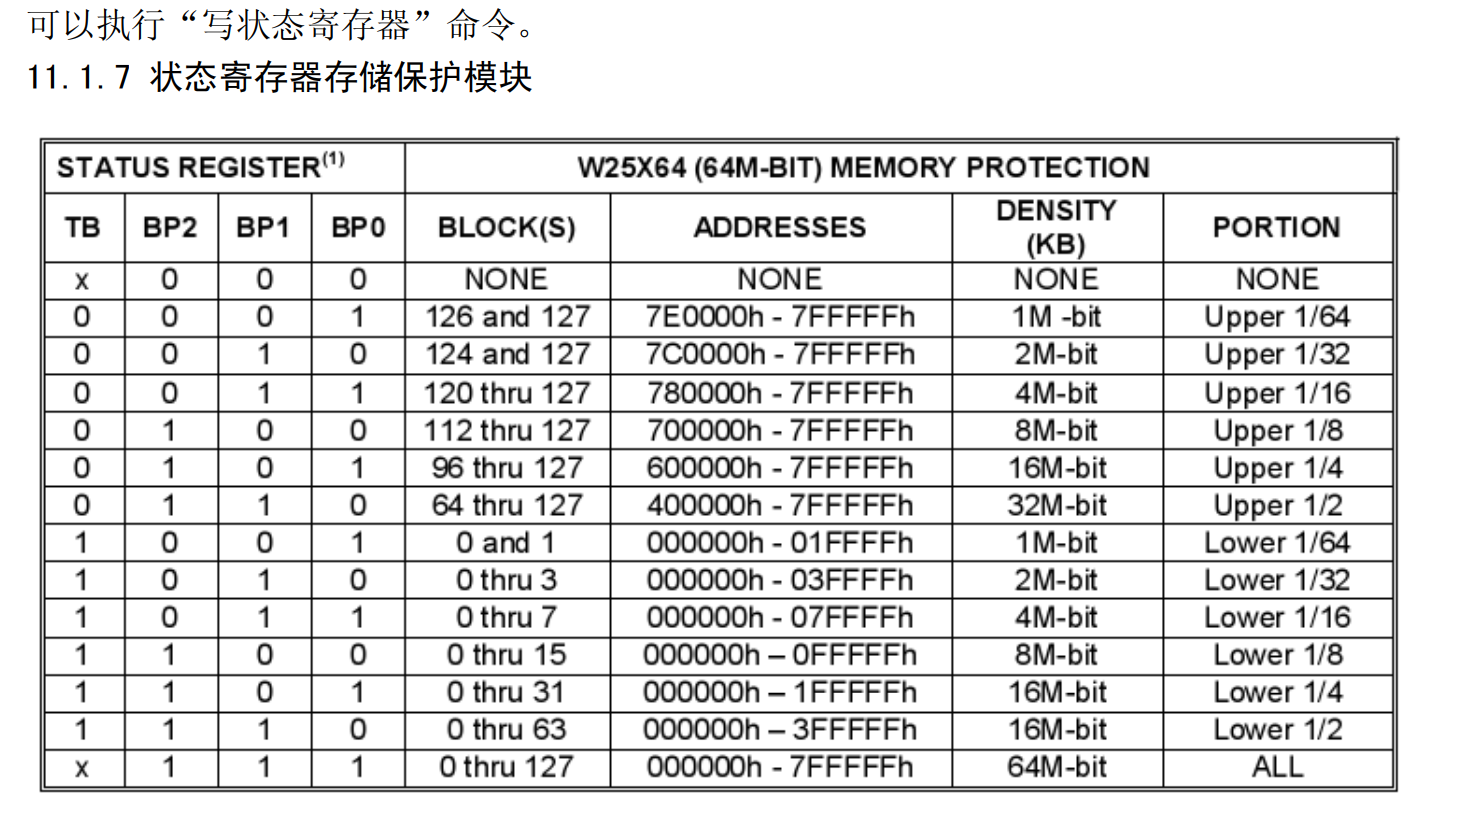 可以执行“写状态寄存器”命令。
11.1.7 状态寄存器存储保护模块
STATUS REGISTER(1) W25X64 (64M-BIT) MEMORY PROTECTION
TB BP2 BP1 BP0 BLOCK(S) ADDRESSES DENSITY (KB) PORTION
x 0 0 0 NONE NONE NONE NONE
0 0 0 1 126 and 127 7E0000h - 7FFFFFh 1M -bit Upper 1/64
0 0 1 0 124 and 127 7C0000h - 7FFFFFh 2M-bit Upper 1/32
0 0 1 1 120 thru 127 780000h - 7FFFFFh 4M-bit Upper 1/16
0 1 0 0 112 thru 127 700000h - 7FFFFFh 8M-bit Upper 1/8
0 1 0 1 96 thru 127 600000h - 7FFFFFh 16M-bit Upper 1/4
0 1 1 0 64 thru 127 400000h - 7FFFFFh 32M-bit Upper 1/2
1 0 0 1 0 and 1 000000h - 01FFFFh 1M-bit Lower 1/64
1 0 1 0 0 thru 3 000000h - 03FFFFh 2M-bit Lower 1/32
1 0 1 1 0 thru 7 000000h - 07FFFFh 4M-bit Lower 1/16
1 1 0 0 0 thru 15 000000h – 0FFFFFh 8M-bit Lower 1/8
1 1 0 1 0 thru 31 000000h – 1FFFFFh 16M-bit Lower 1/4
1 1 1 0 0 thru 63 000000h – 3FFFFFh 16M-bit Lower 1/2
x 1 1 1 0 thru 127 000000h - 7FFFFFh 64M-bit ALL